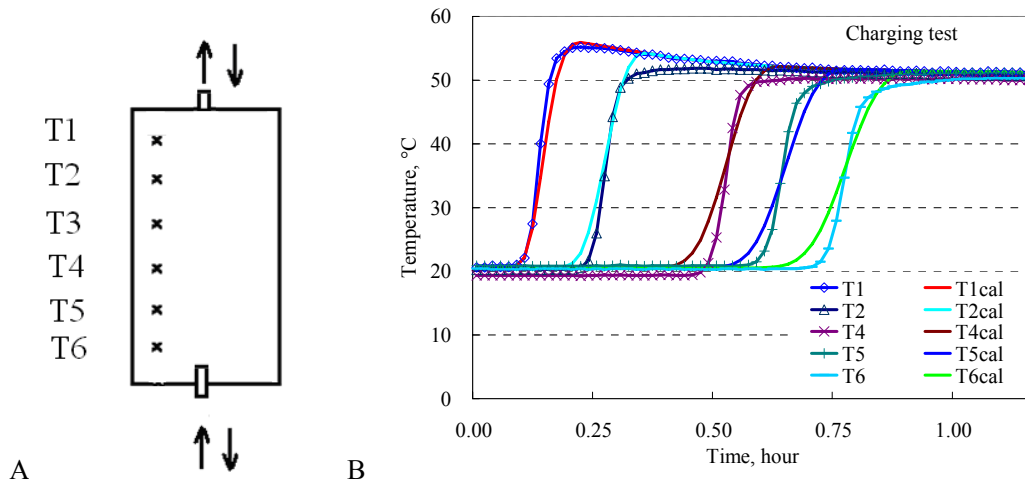 T1
T2
T3
T4
T5
T6
A
B
Charging test
Temperature, °C
60
50
40
30
20
10
0
T1 T1cal
T2 T2cal
T4 T4cal
T5 T5cal
T6 T6cal
0.00 0.25 0.50 0.75 1.00
Time, hour